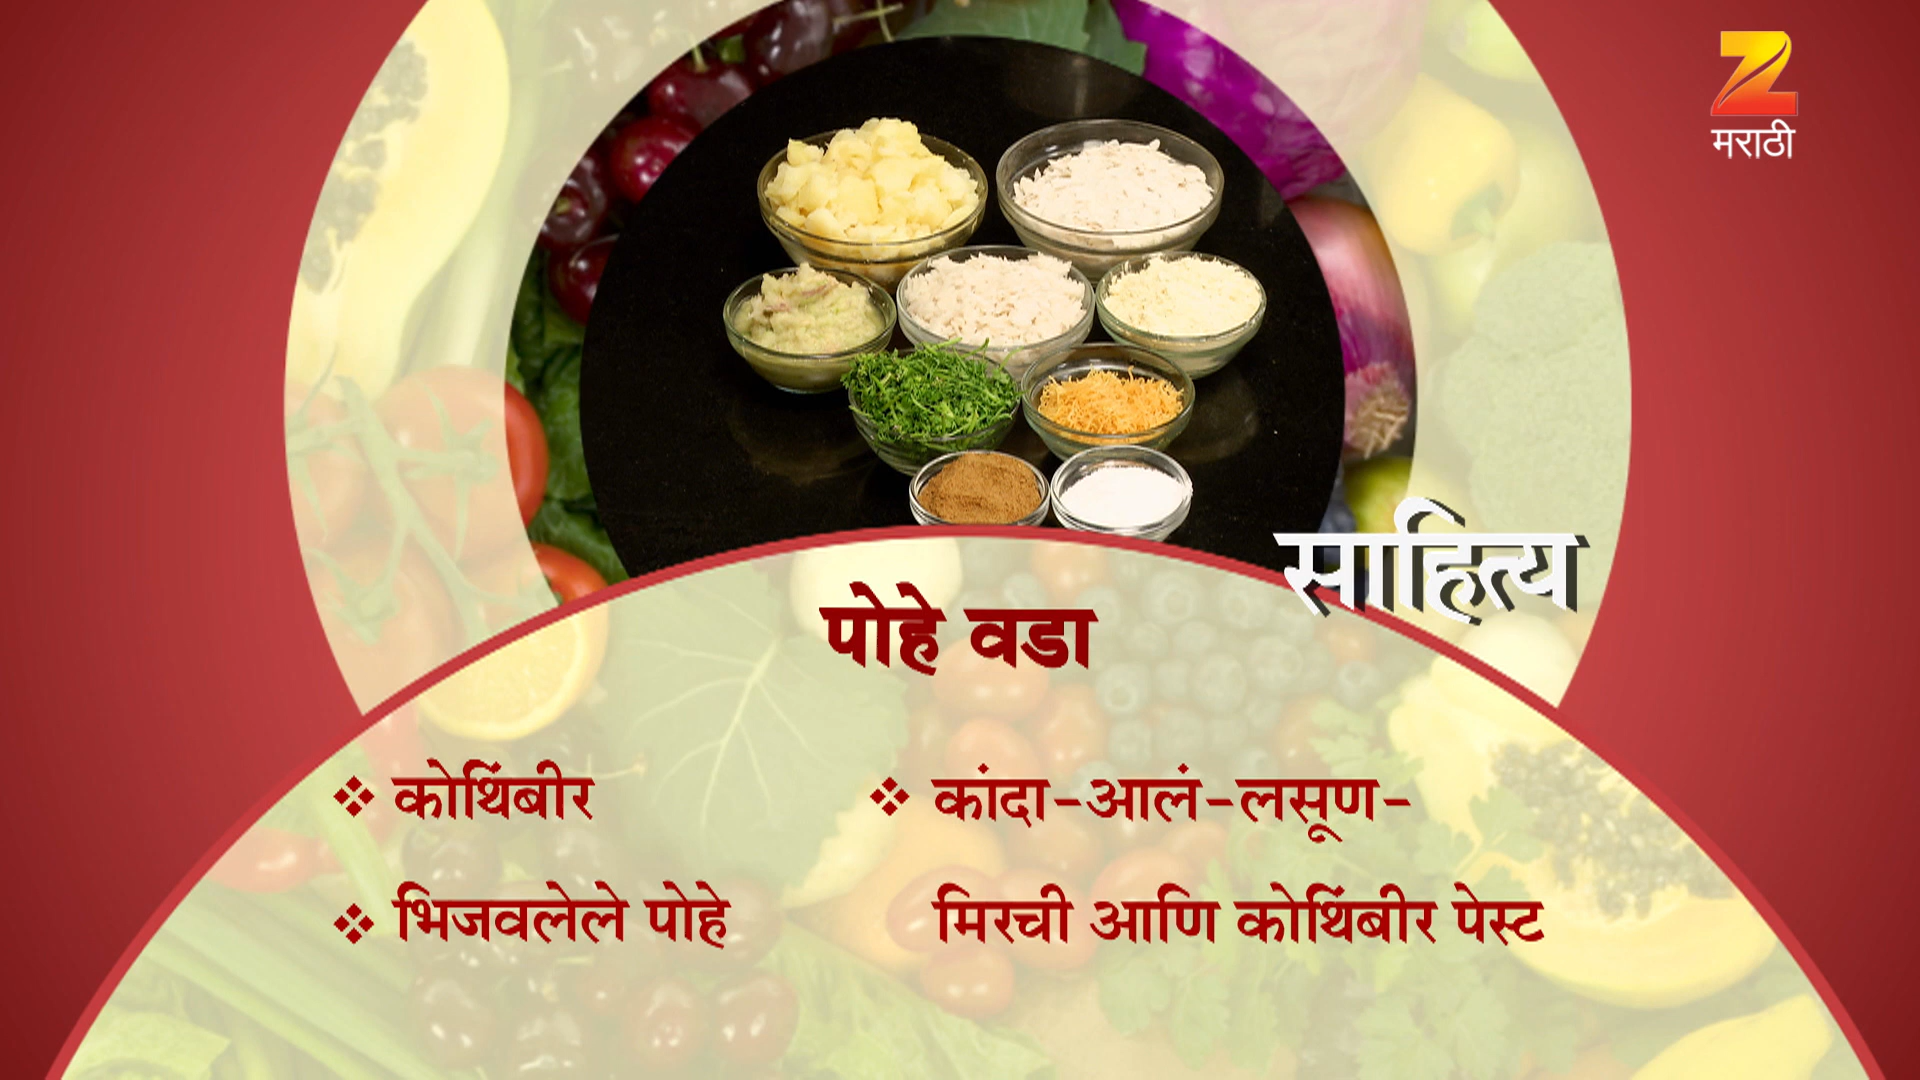 मराठी
साहित्य
पोहे वडा
❖ कोथिंबीर
❖ भिजवलेले पोहे
❖ कांदा-आलं-लसूण-
मिरची आणि कोथिंबीर पेस्ट